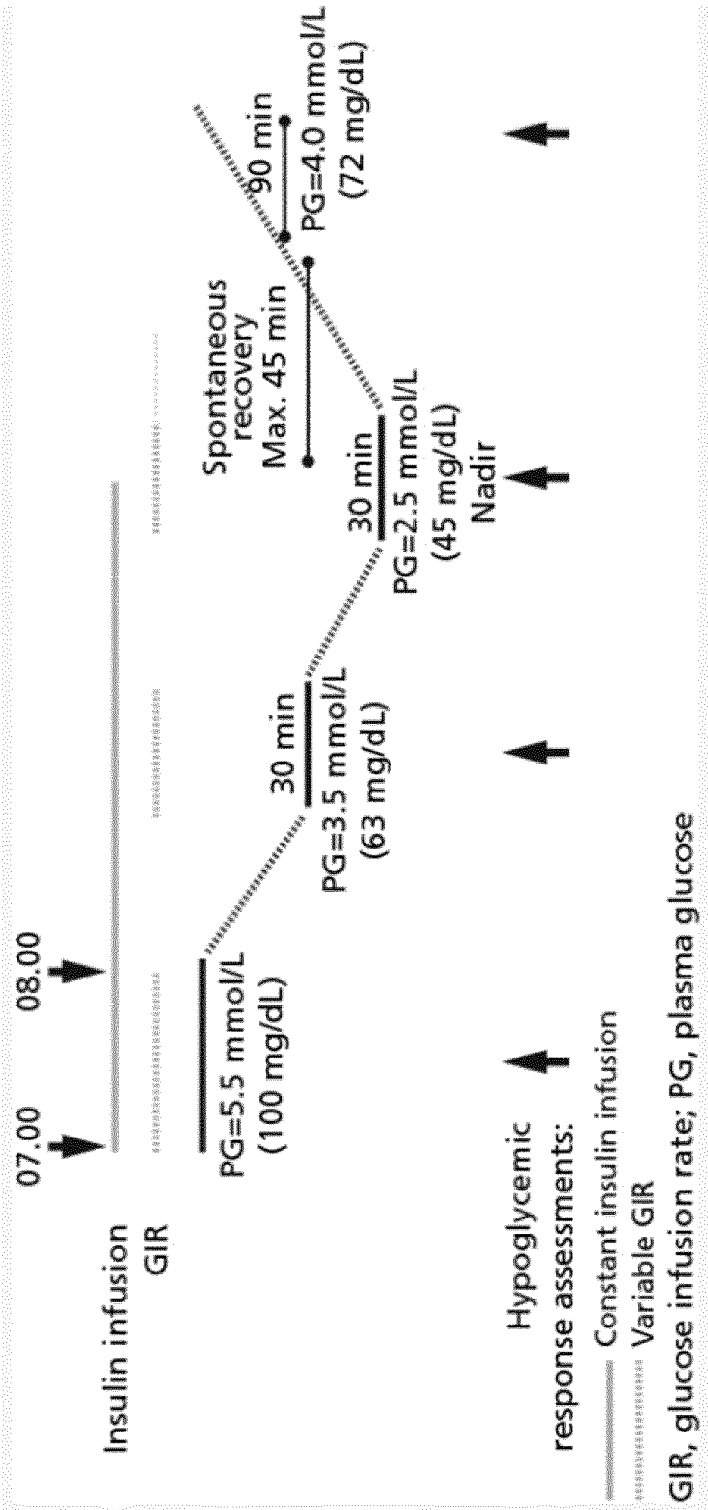 07.00
08.00
Insulin infusion
GIR
PG=5.5 mmol/L
(100 mg/dL)
30 min
PG=3.5 mmol/L
(63 mg/dL)
30 min
PG=2.5 mmol/L
(45 mg/dL)
Nadir
Spontaneous
recovery
Max. 45 min
90 min
PG=4.0 mmol/L
(72 mg/dL)
Hypoglycemic
response assessments:
Constant insulin infusion
Variable GIR
GIR, glucose infusion rate; PG, plasma glucose